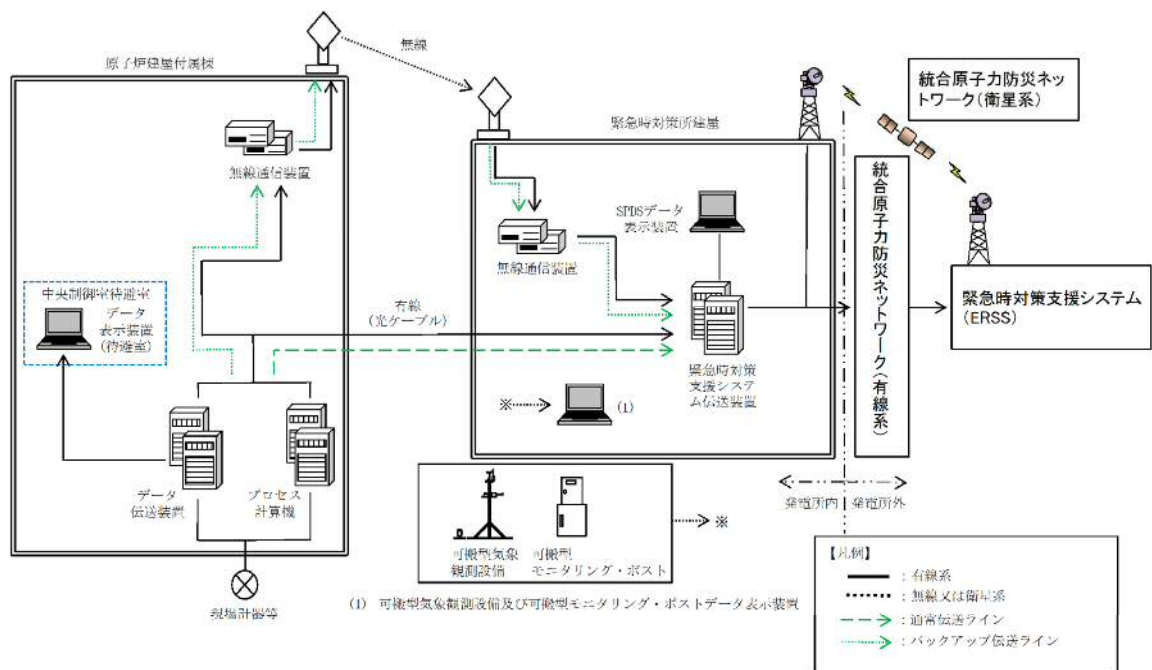 原子炉建屋付属棟
無線
無線通信装置
中央制御室待避室
データ
表示装置
(待避室)
データ
伝送装置
プロセス
計算機
現場計器等
有線
(光ケーブル)
緊急時対策所建屋
無線通信装置
SPDSデータ
表示装置
緊急時対策
支援システ
ム伝送装置
※
(1)
可搬型気象
観測設備
可搬型
モニタリング・ポスト
※
(1) 可搬型気象観測設備及び可搬型モニタリング・ポストデータ表示装置
統合原子力防災ネッ
トワーク(衛星系)
統合原子力防災ネットワーク(有線系)
緊急時対策支援システム
(ERSS)
発電所内
発電所外
【凡例】
:有線系
:無線又は衛星系
:通常伝送ライン
:バックアップ伝送ライン